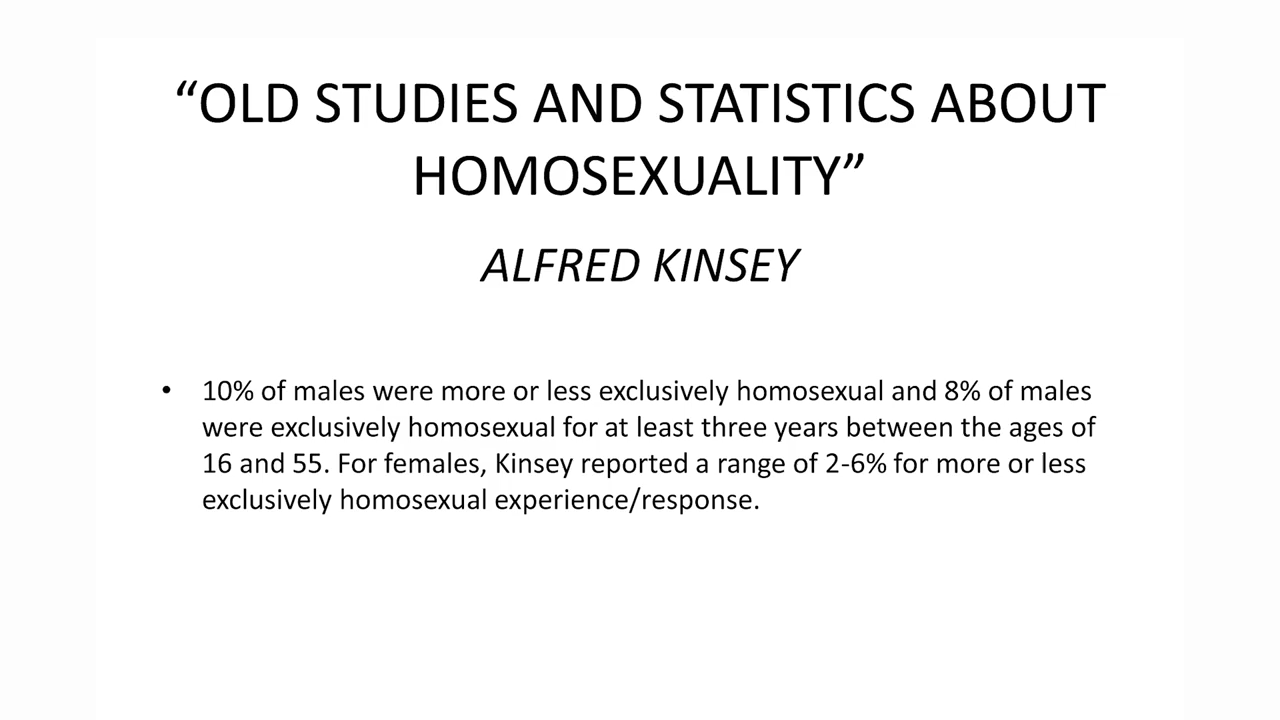 “OLD STUDIES AND STATISTICS ABOUT
HOMOSEXUALITY”
ALFRED KINSEY
• 10% of males were more or less exclusively homosexual and 8% of males
were exclusively homosexual for at least three years between the ages of
16 and 55. For females, Kinsey reported a range of 2-6% for more or less
exclusively homosexual experience/response.